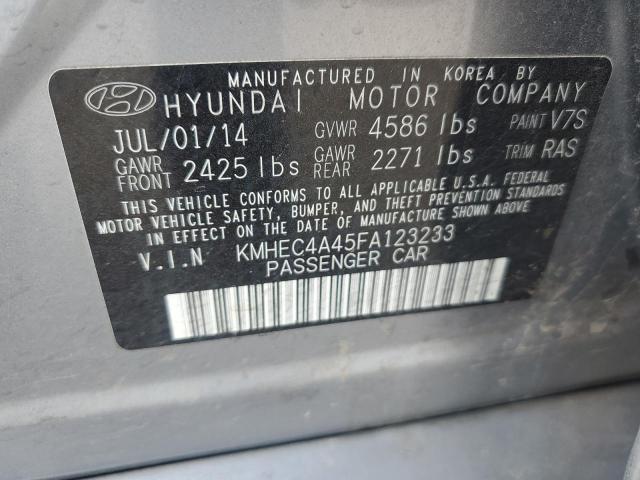 MANUFACTURED IN KOREA BY
HYUNDAI MOTOR COMPANY
JUL/01/14 GVWR 4586 lbs PAINT V7S
GAWR FRONT 2425 lbs GAWR REAR 2271 lbs TRIM RAS
THIS VEHICLE CONFORMS TO ALL APPLICABLE U.S.A. FEDERAL
MOTOR VEHICLE SAFETY, BUMPER, AND THEFT PREVENTION STANDARDS
IN EFFECT ON THE DATE OF MANUFACTURE SHOWN ABOVE.
V.I.N KMHEC4A45FA123233
PASSENGER CAR